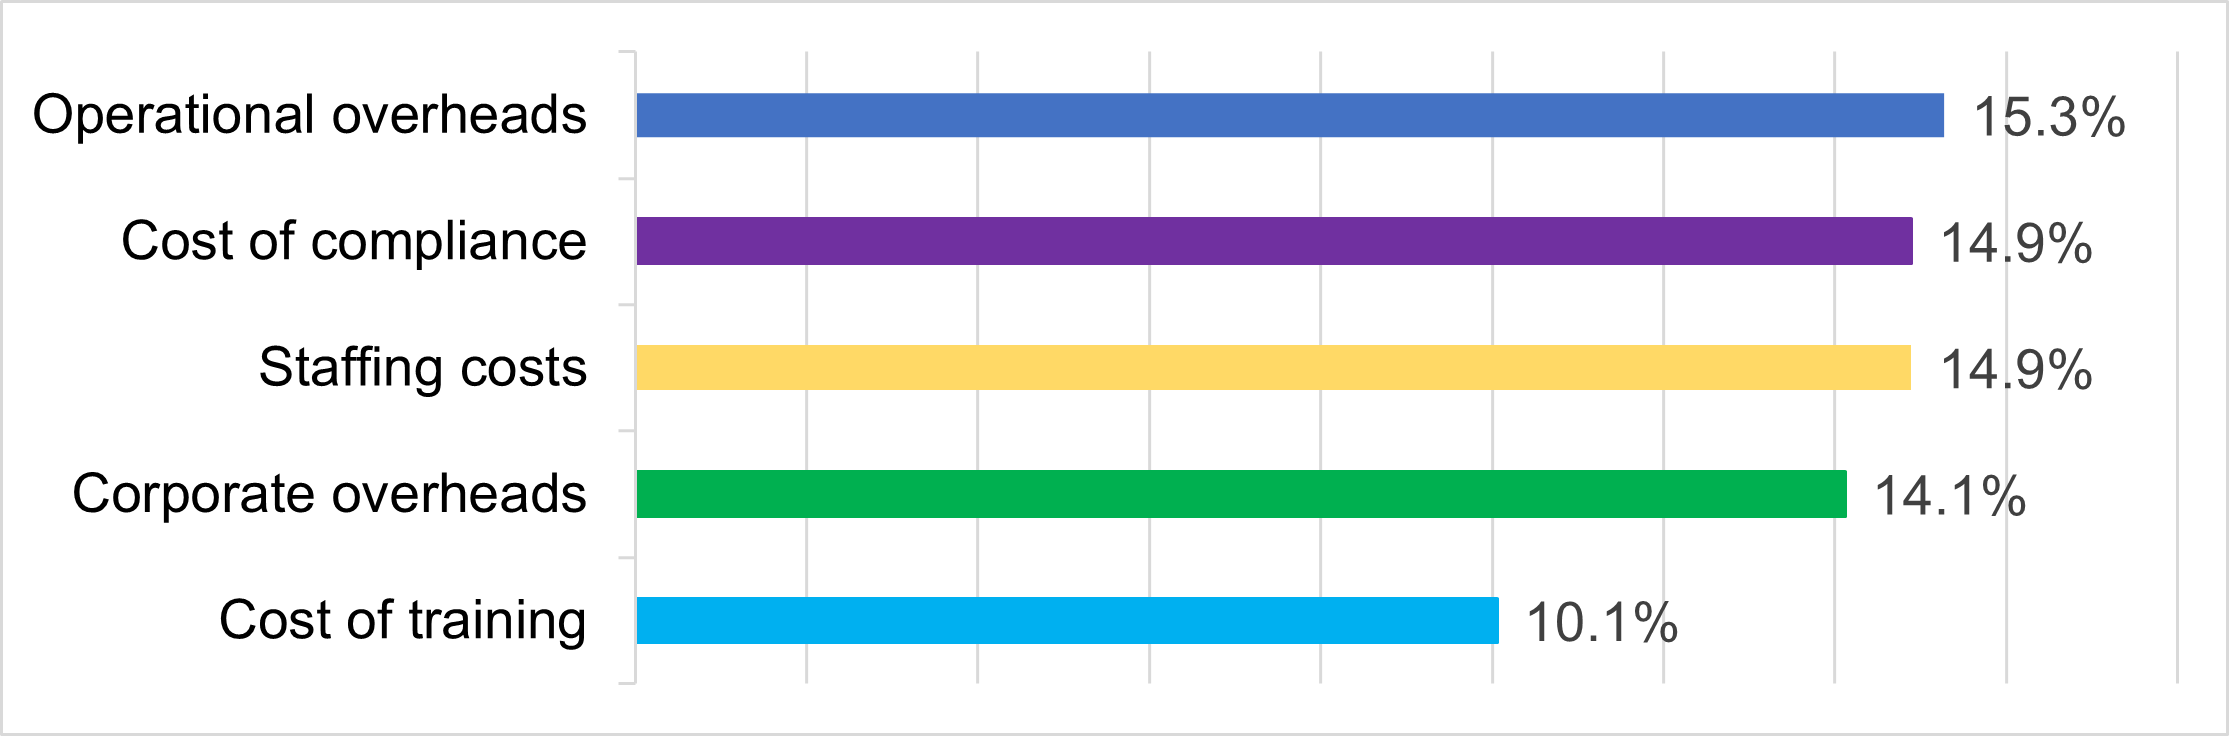 Operational overheads 15.3%
Cost of compliance 14.9%
Staffing costs 14.9%
Corporate overheads 14.1%
Cost of training 10.1%